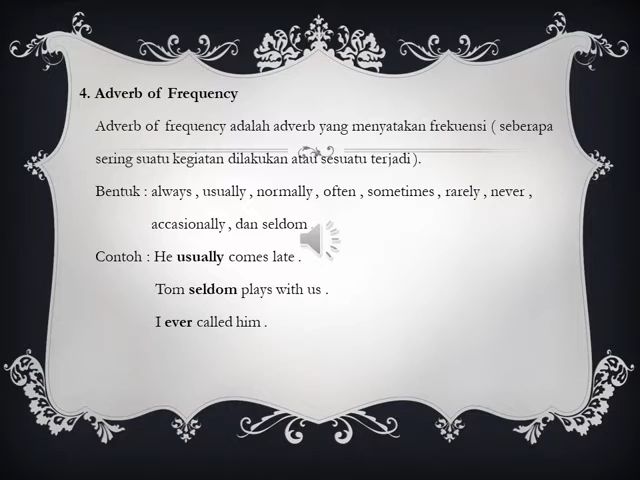 4. Adverb of Frequency
Adverb of frequency adalah adverb yang menyatakan frekuensi ( seberapa
sering suatu kegiatan dilakukan atau sesuatu terjadi ).
Bentuk : always , usually , normally , often , sometimes , rarely , never ,
accasionally , dan seldom .
Contoh : He usually comes late .
Tom seldom plays with us .
I ever called him .